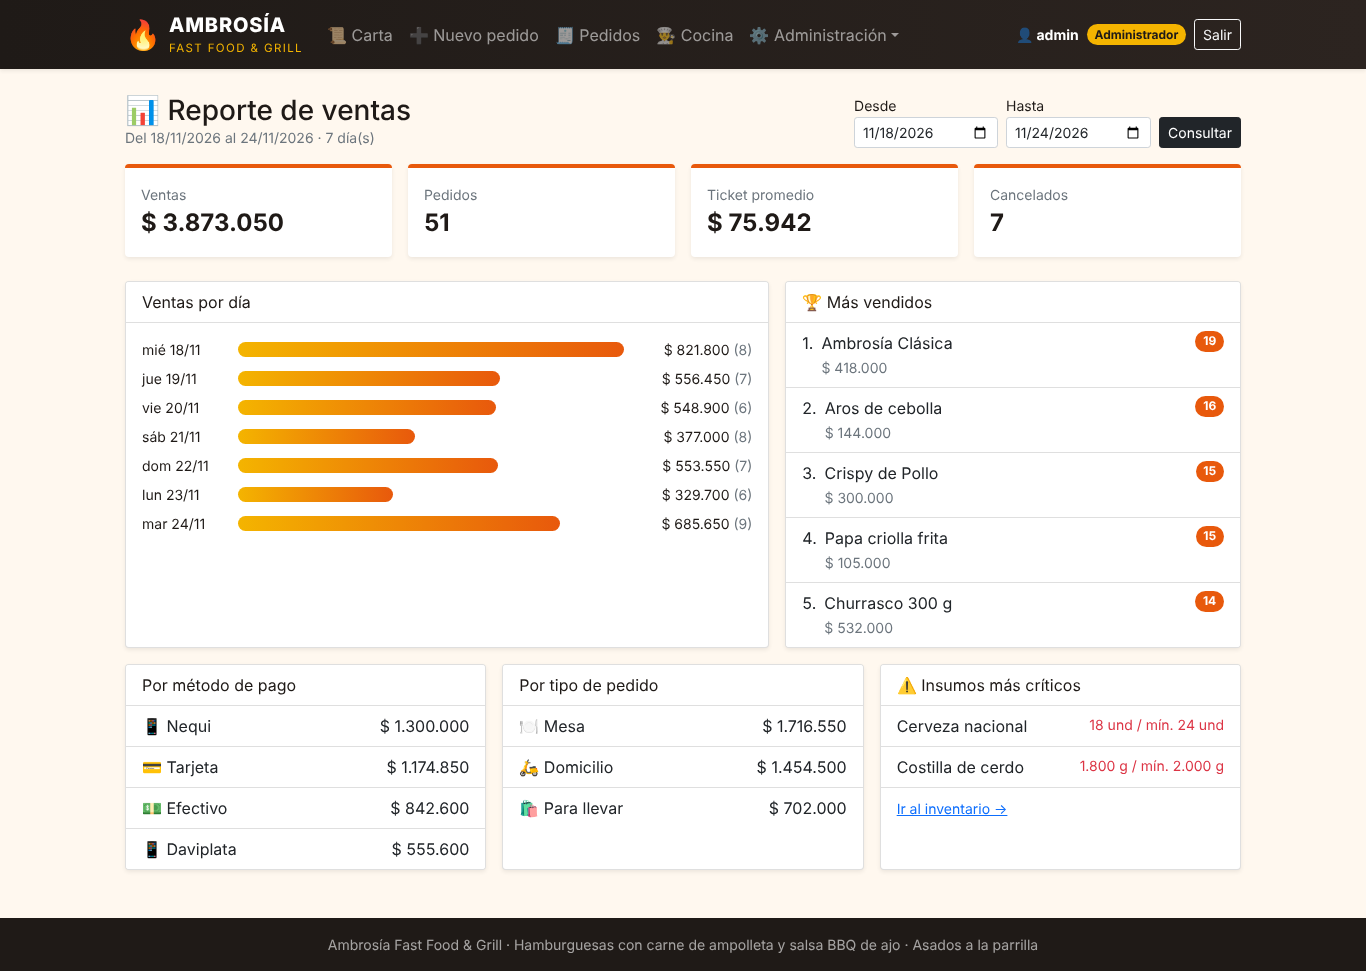 AMBROSÍA
FAST FOOD & GRILL
Carta
Nuevo pedido
Pedidos
Cocina
Administración
admin
Administrador
Salir
Reporte de ventas
Del 18/11/2026 al 24/11/2026 · 7 día(s)
Desde
Hasta
11/18/2026
11/24/2026
Consultar
Ventas
$ 3.873.050
Pedidos
51
Ticket promedio
$ 75.942
Cancelados
7
Ventas por día
mié 18/11 $ 821.800 (8)
jue 19/11 $ 556.450 (7)
vie 20/11 $ 548.900 (6)
sáb 21/11 $ 377.000 (8)
dom 22/11 $ 553.550 (7)
lun 23/11 $ 329.700 (6)
mar 24/11 $ 685.650 (9)
Más vendidos
1. Ambrosía Clásica 19
$ 418.000
2. Aros de cebolla 16
$ 144.000
3. Crispy de Pollo 15
$ 300.000
4. Papa criolla frita 15
$ 105.000
5. Churrasco 300 g 14
$ 532.000
Por método de pago
Nequi $ 1.300.000
Tarjeta $ 1.174.850
Efectivo $ 842.600
Daviplata $ 555.600
Por tipo de pedido
Mesa $ 1.716.550
Domicilio $ 1.454.500
Para llevar $ 702.000
Insumos más críticos
Cerveza nacional 18 und / mín. 24 und
Costilla de cerdo 1.800 g / mín. 2.000 g
Ir al inventario →
Ambrosía Fast Food & Grill · Hamburguesas con carne de ampolleta y salsa BBQ de ajo · Asados a la parrilla